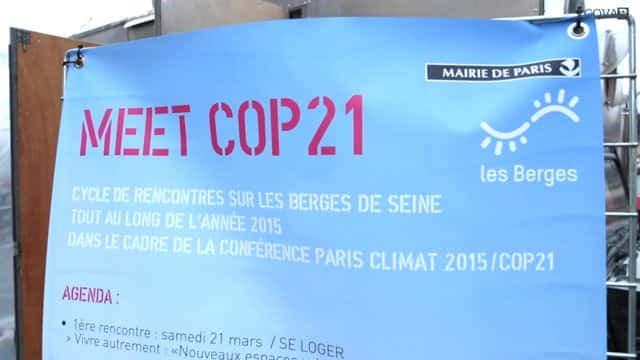 MAIRIE DE PARIS
les Berges
MEET COP21
CYCLE DE RENCONTRES SUR LES BERGES DE SEINE
TOUT AU LONG DE L'ANNÉE 2015
DANS LE CADRE DE LA CONFÉRENCE PARIS CLIMAT 2015/COP21
AGENDA :
• 1ère rencontre : samedi 21 mars / SE LOGER
> Vivre autrement : «Nouveaux espaces